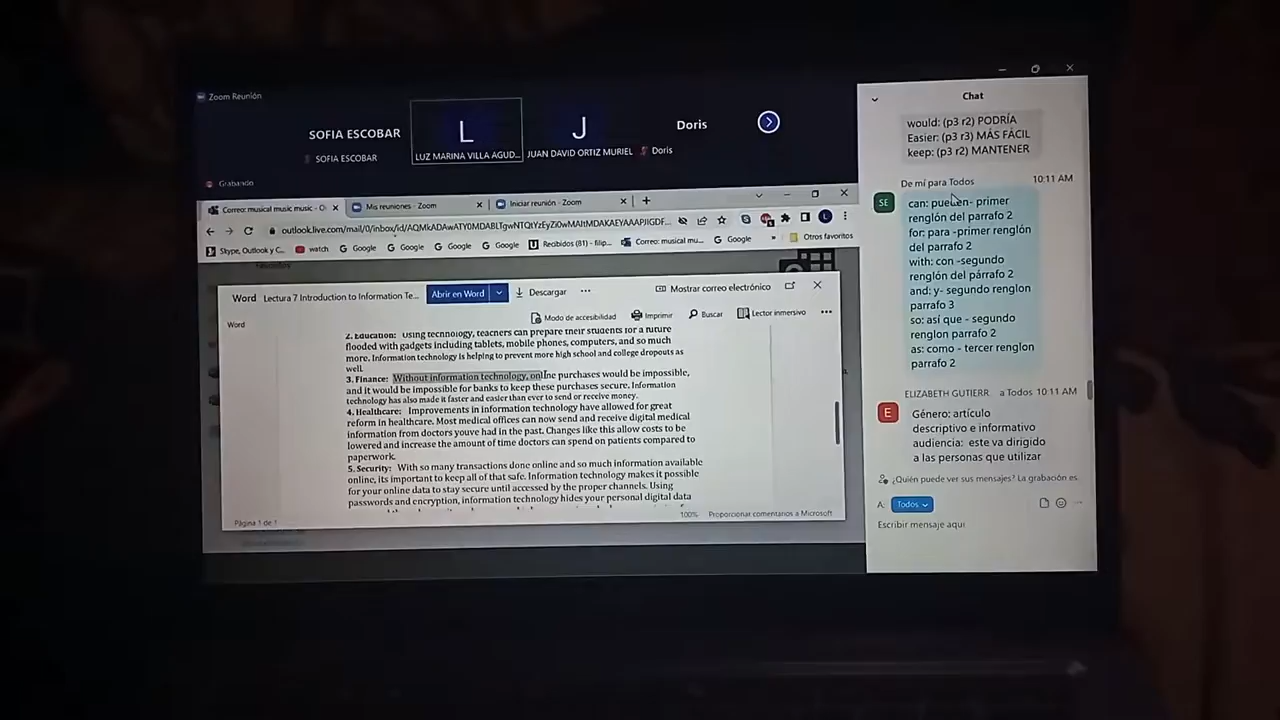 Zoom Reunión
SOFIA ESCOBAR
SOFIA ESCOBAR
L
LUZ MARINA VILLA AGUD...
J
JUAN DAVID ORTIZ MURIEL
Doris
Doris
Grabando
Correo: musical music music - O
Mis reuniones - Zoom
Iniciar reunión - Zoom
Skype, Outlook y C...
watch
Google
Google
Google
Google
Recibidos (81) - filip...
Correo: musical mu...
Google
Otros favoritos
Word
Lectura 7 Introduction to Information Te...
Abrir en Word
Descargar
Mostrar correo electrónico
Word
Modo de accesibilidad
Imprimir
Buscar
Lector inmersivo
2. Education: Using technology, teachers can prepare their students for a future
flooded with gadgets including tablets, mobile phones, computers, and so much
more. Information technology is helping to prevent more high school and college dropouts as
well.
3. Finance: Without information technology, online purchases would be impossible,
and it would be impossible for banks to keep these purchases secure. Information
technology has also made it faster and easier than ever to send or receive money.
4. Healthcare: Improvements in information technology have allowed for great
reform in healthcare. Most medical offices can now send and receive digital medical
information from doctors youve had in the past. Changes like this allow costs to be
lowered and increase the amount of time doctors can spend on patients compared to
paperwork.
5. Security: With so many transactions done online and so much information available
online, its important to keep all of that safe. Information technology makes it possible
for your online data to stay secure until accessed by the proper channels. Using
passwords and encryption, information technology hides your personal digital data
Página 1 de 1
100%
Proporcionar comentarios a Microsoft
Chat
would: (p3 r2) PODRÍA
Easier: (p3 r3) MÁS FÁCIL
keep: (p3 r2) MANTENER
De mí para Todos 10:11 AM
SE
can: pueden- primer
renglón del parrafo 2
for: para -primer renglón
del parrafo 2
with: con -segundo
renglón del párrafo 2
and: y- segundo renglon
parrafo 3
so: así que - segundo
renglon parrafo 2
as: como - tercer renglon
parrafo 2
ELIZABETH GUTIERR... a Todos 10:11 AM
E
Género: artículo
descriptivo e informativo
audiencia: este va dirigido
a las personas que utilizar
¿Quién puede ver sus mensajes? La grabación es
A: Todos
Escribir mensaje aquí